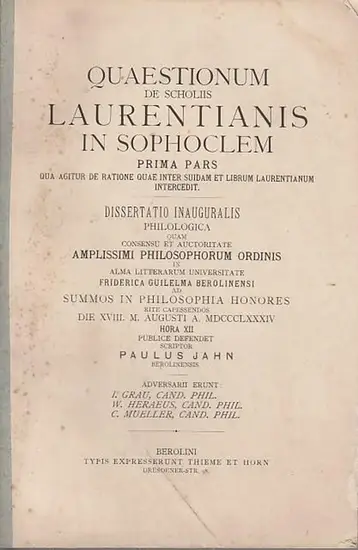 QUAESTIONUM
DE SCHOLIIS
LAURENTIANIS
IN SOPHOCLEM
PRIMA PARS
QUA AGITUR DE RATIONE QUAE INTER SUIDAM ET LIBRUM LAURENTIANUM
INTERCEDIT.
DISSERTATIO INAUGURALIS
PHILOLOGICA
QUAM
CONSENSU ET AUCTORITATE
AMPLISSIMI PHILOSOPHORUM ORDINIS
IN
ALMA LITTERARUM UNIVERSITATE
FRIDERICA GUILELMA BEROLINENSI
AD
SUMMOS IN PHILOSOPHIA HONORES
RITE CAPESSENDOS
DIE XVIII. M. AUGUSTI A. MDCCCLXXXIV
HORA XII
PUBLICE DEFENDET
SCRIPTOR
PAULUS JAHN
BEROLINENSIS
ADVERSARII ERUNT:
I. GRAU, CAND. PHIL.
W. HERAEUS, CAND. PHIL.
C. MUELLER, CAND. PHIL.
BEROLINI
TYPIS EXPRESSERUNT THIEME ET HORN
DRESDENER-STR.